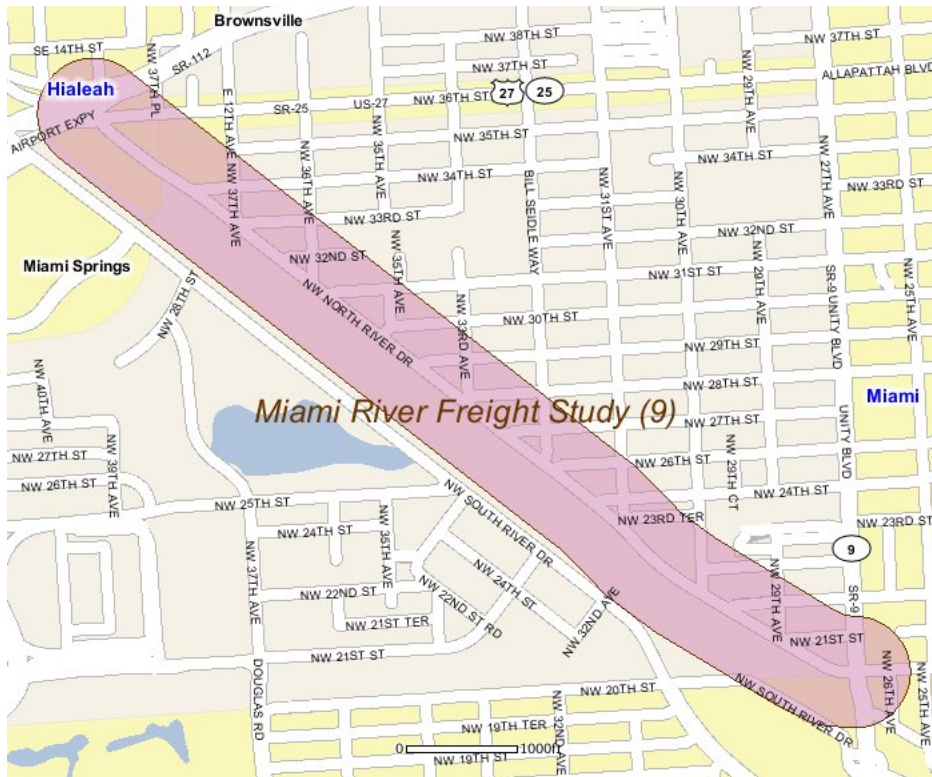 Brownsville
NW 38TH ST
NW 37TH ST
SE 14TH ST
SR-112
NW 37TH ST
NW 29TH AVE
ALLAPATTAH BLVD
Hialeah
NW 37TH PL
E 12TH AVE
US-27
NW 36TH ST
27
25
SR-25
AIRPORT EXPY
NW 35TH ST
NW 35TH AVE
NW 36TH AVE
NW 34TH ST
NW 34TH ST
NW 27TH AVE
NW 33RD ST
NW 37TH AVE
NW 33RD ST
BILL SEIDLE WAY
NW 31ST AVE
NW 30TH AVE
NW 32ND ST
NW 32ND ST
NW 35TH AVE
Miami Springs
NW 28TH ST
NW NORTH RIVER DR
NW 31ST ST
NW 29TH AVE
SR-9
UNITY BLVD
NW 25TH AVE
NW 30TH ST
NW 33RD AVE
NW 29TH ST
NW 28TH ST
Miami
NW 40TH AVE
Miami River Freight Study (9)
NW 27TH ST
UNITY BLVD
NW 39TH AVE
NW 27TH ST
NW 26TH ST
NW 26TH ST
NW 29TH CT
NW 25TH ST
NW SOUTH RIVER DR
NW 24TH ST
NW 23RD TER
NW 23RD ST
NW 24TH ST
NW 35TH AVE
9
NW 37TH AVE
NW 24TH ST
NW 22ND ST
NW 22ND ST RD
NW 32ND AVE
NW 29TH AVE
SR-9
NW 21ST TER
NW 21ST ST
NW 21ST ST
DOUGLAS RD
NW 20TH ST
NW SOUTH RIVER DR
NW 26TH AVE
NW 25TH AVE
NW 19TH TER
NW 32ND AVE
NW 19TH ST
0
1000ft